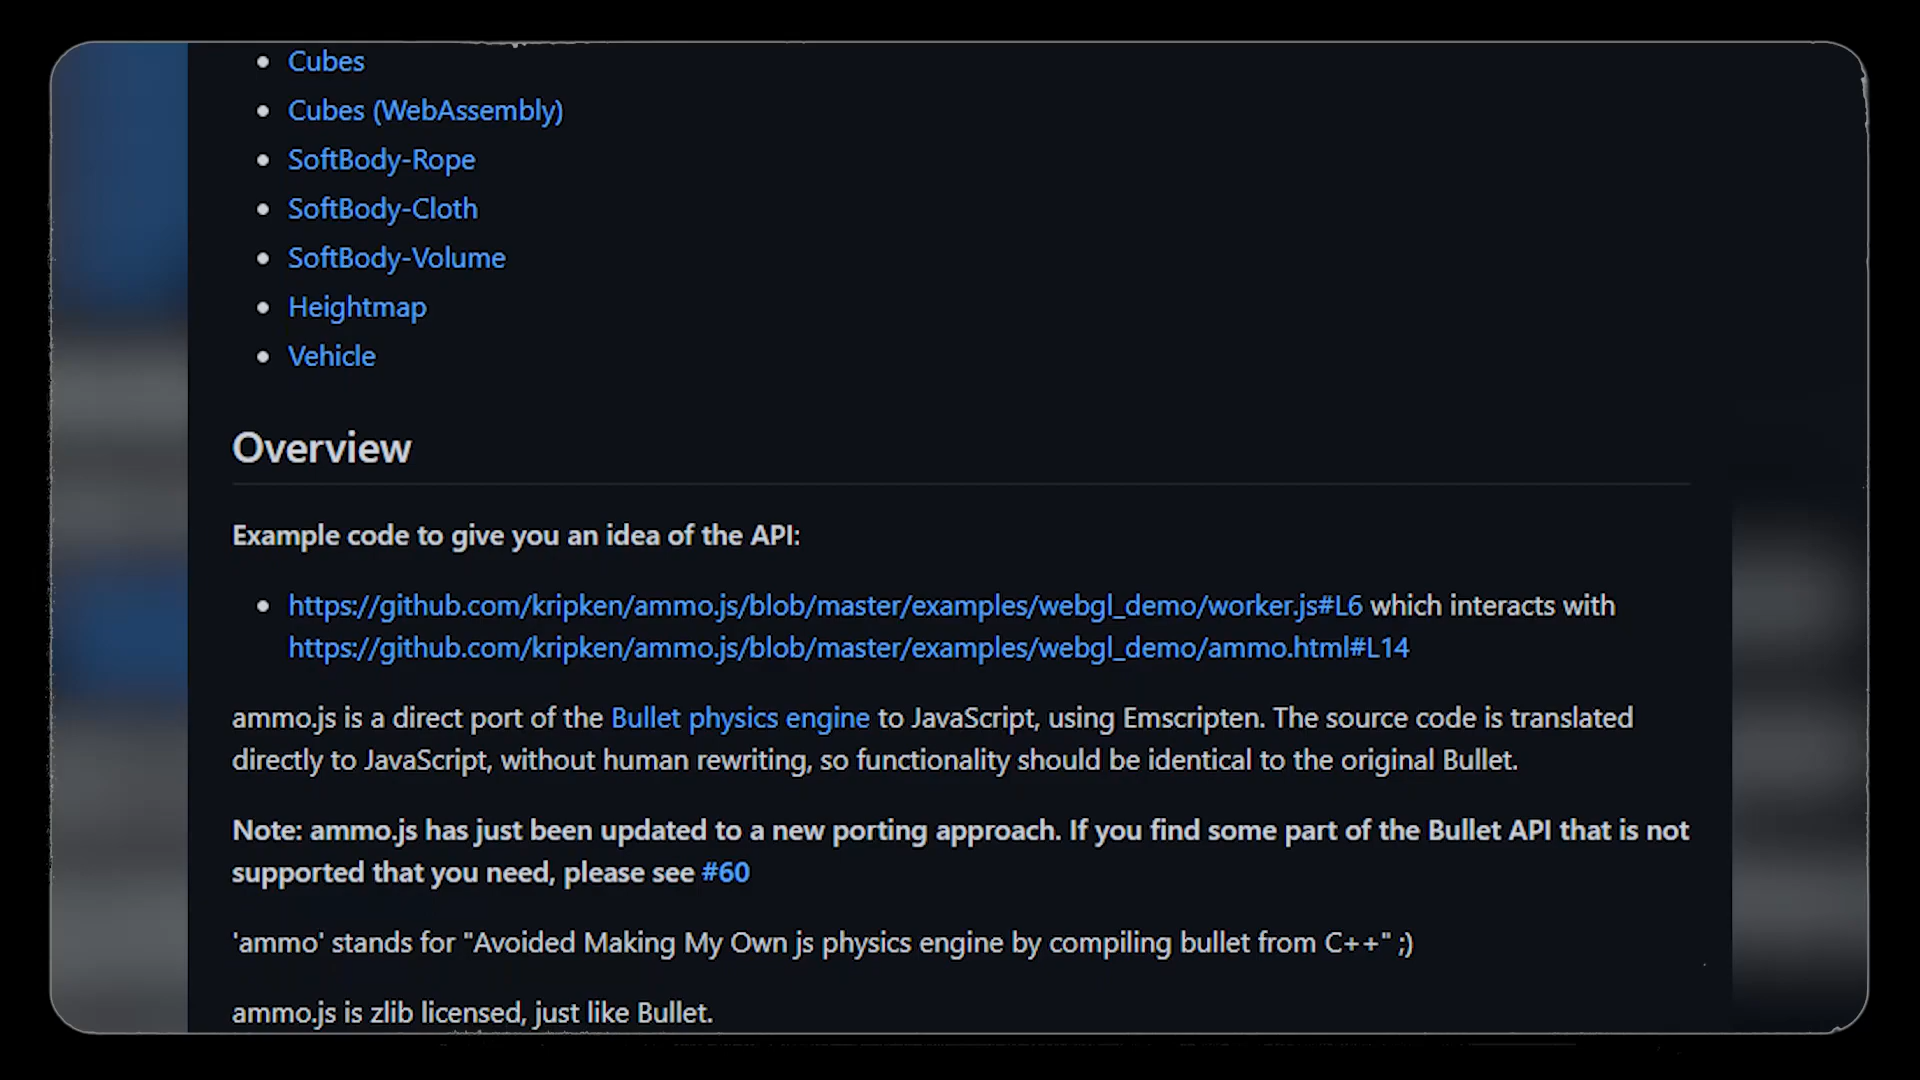 Cubes
Cubes (WebAssembly)
SoftBody-Rope
SoftBody-Cloth
SoftBody-Volume
Heightmap
Vehicle
Overview
Example code to give you an idea of the API:
https://github.com/kripken/ammo.js/blob/master/examples/webgl_demo/worker.js#L6 which interacts with
https://github.com/kripken/ammo.js/blob/master/examples/webgl_demo/ammo.html#L14
ammo.js is a direct port of the Bullet physics engine to JavaScript, using Emscripten. The source code is translated
directly to JavaScript, without human rewriting, so functionality should be identical to the original Bullet.
Note: ammo.js has just been updated to a new porting approach. If you find some part of the Bullet API that is not
supported that you need, please see #60
'ammo' stands for "Avoided Making My Own js physics engine by compiling bullet from C++" ;)
ammo.js is zlib licensed, just like Bullet.